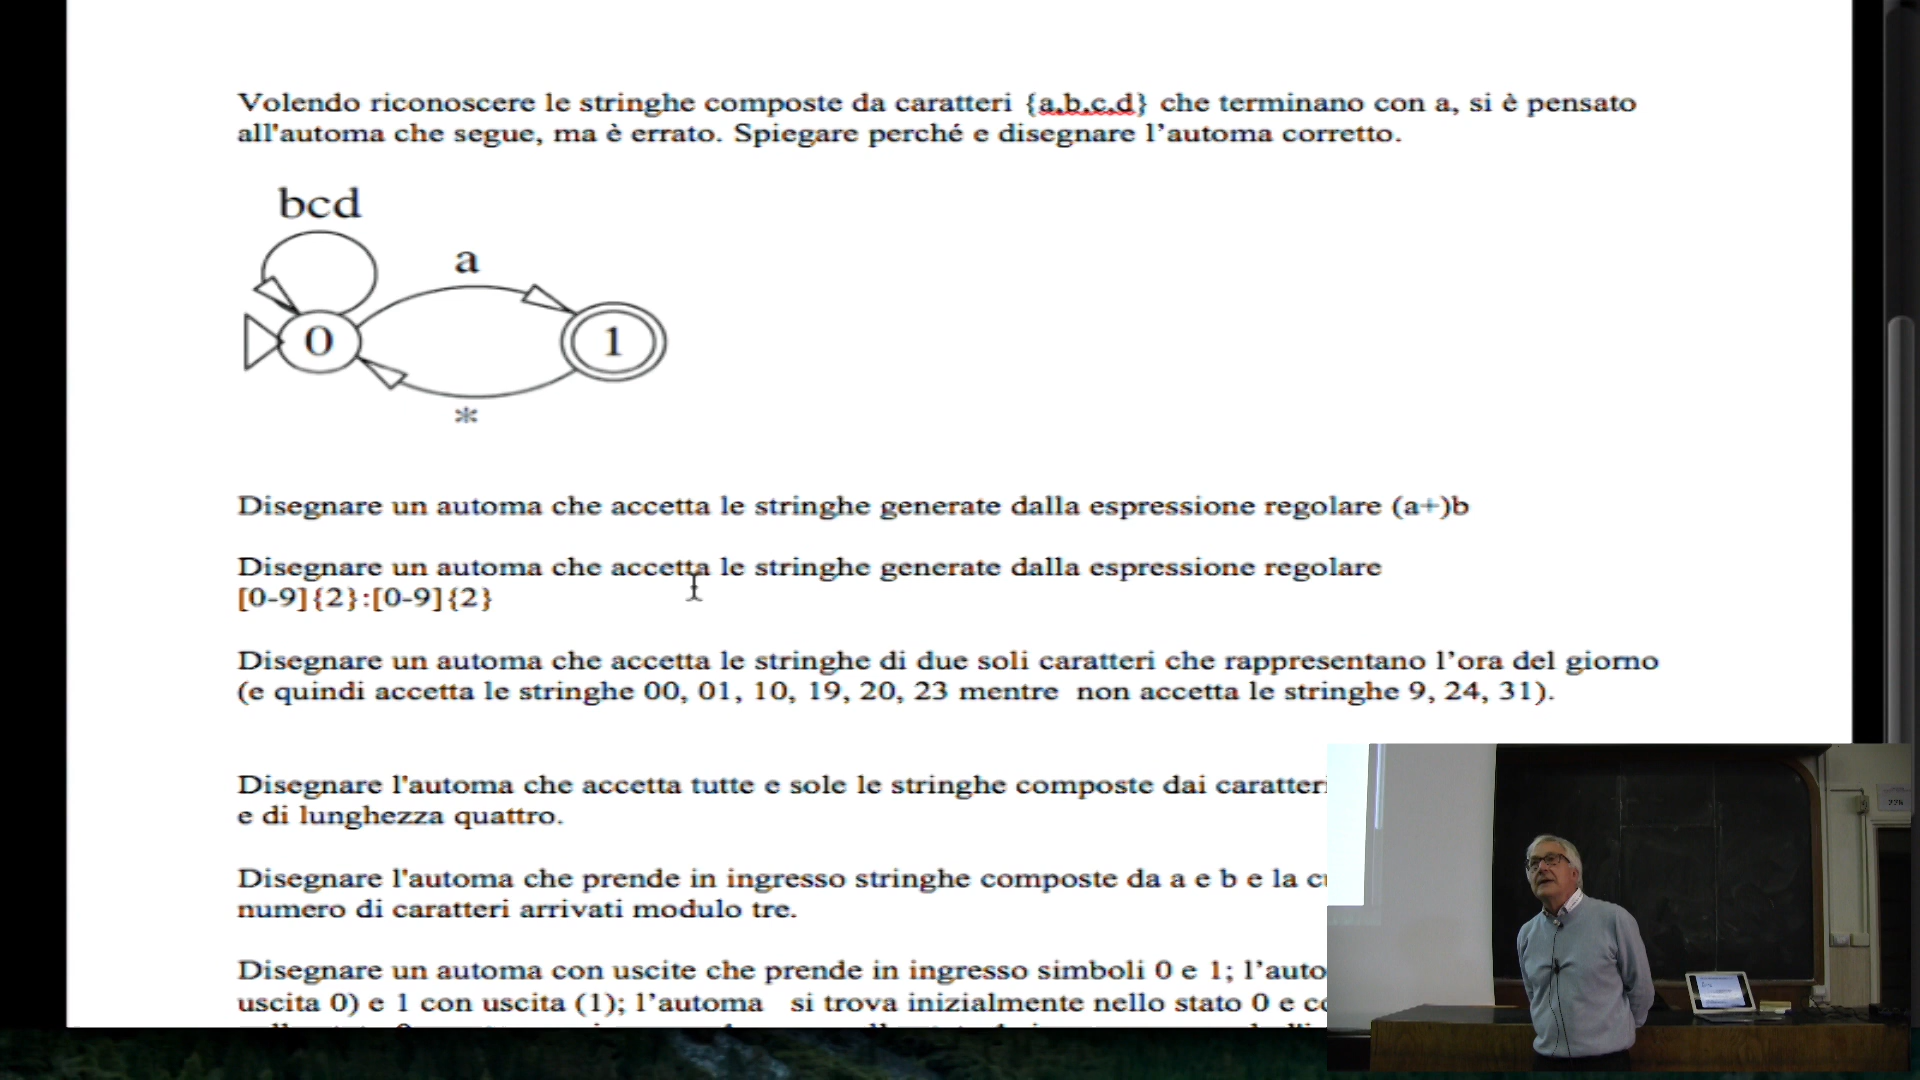 Volendo riconoscere le stringhe composte da caratteri {a,b,c,d} che terminano con a, si è pensato
all'automa che segue, ma è errato. Spiegare perché e disegnare l’automa corretto.
bcd
a
0
1
*
Disegnare un automa che accetta le stringhe generate dalla espressione regolare (a+)b
Disegnare un automa che accetta le stringhe generate dalla espressione regolare
[0-9]{2}:[0-9]{2}
Disegnare un automa che accetta le stringhe di due soli caratteri che rappresentano l’ora del giorno
(e quindi accetta le stringhe 00, 01, 10, 19, 20, 23 mentre non accetta le stringhe 9, 24, 31).
Disegnare l'automa che accetta tutte e sole le stringhe composte dai caratteri
e di lunghezza quattro.
Disegnare l'automa che prende in ingresso stringhe composte da a e b e la
numero di caratteri arrivati modulo tre.
Disegnare un automa con uscite che prende in ingresso simboli 0 e 1;
uscita 0) e 1 con uscita (1); l’automa si trova inizialmente nello stato 0 e